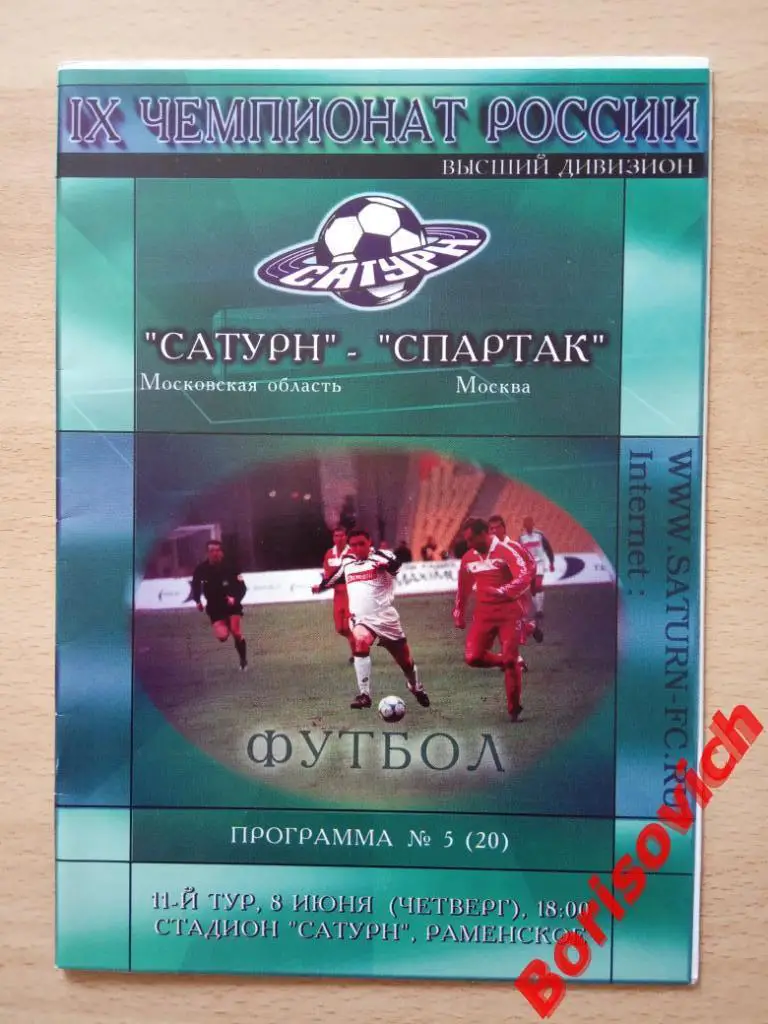 IX ЧЕМПИОНАТ РОССИИ
ВЫСШИЙ ДИВИЗИОН
САТУРН
"САТУРН" - "СПАРТАК"
Московская область Москва
Internet:
WWW.SATURN-FC.RU
ФУТБОЛ
ПРОГРАММА № 5 (20)
11-Й ТУР, 8 ИЮНЯ (ЧЕТВЕРГ), 18:00
СТАДИОН "САТУРН", РАМЕНСКОЕ
Borisovich